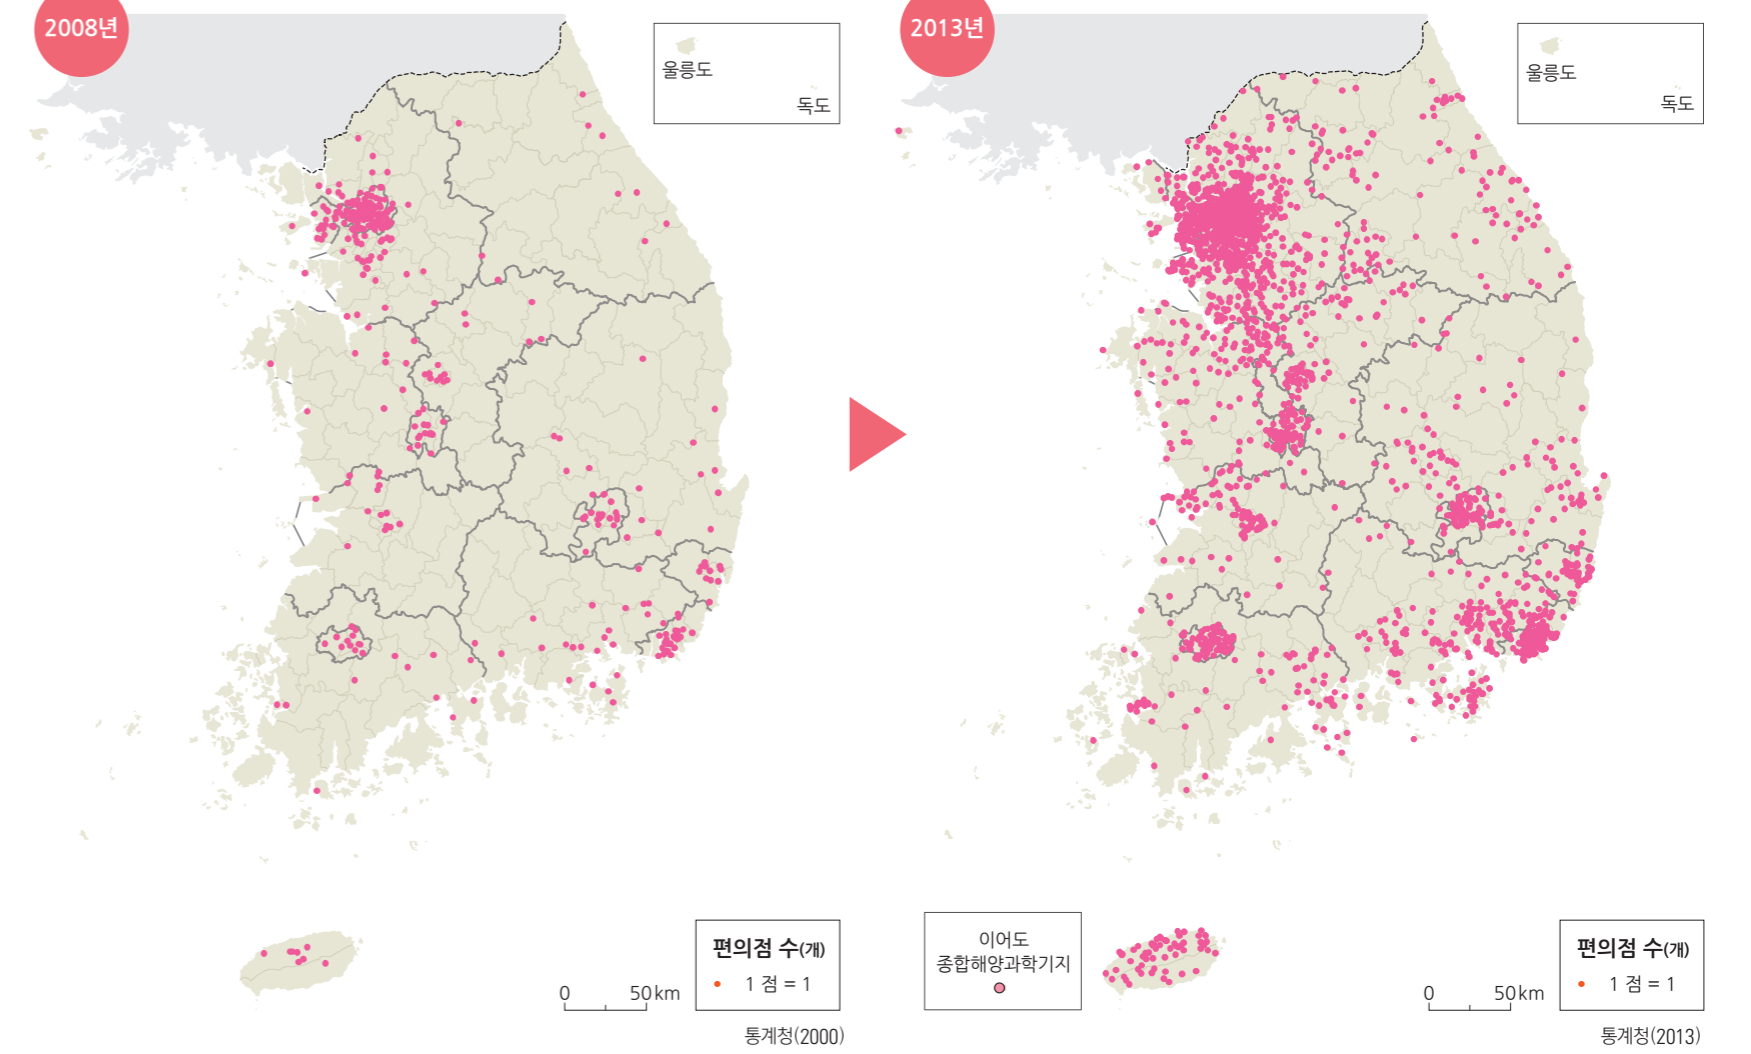 2008년
울릉도
독도
0 50 km
편의점 수(개)
1 점 = 1
통계청(2000)
2013년
울릉도
독도
이어도
종합해양과학기지
0 50 km
편의점 수(개)
1 점 = 1
통계청(2013)